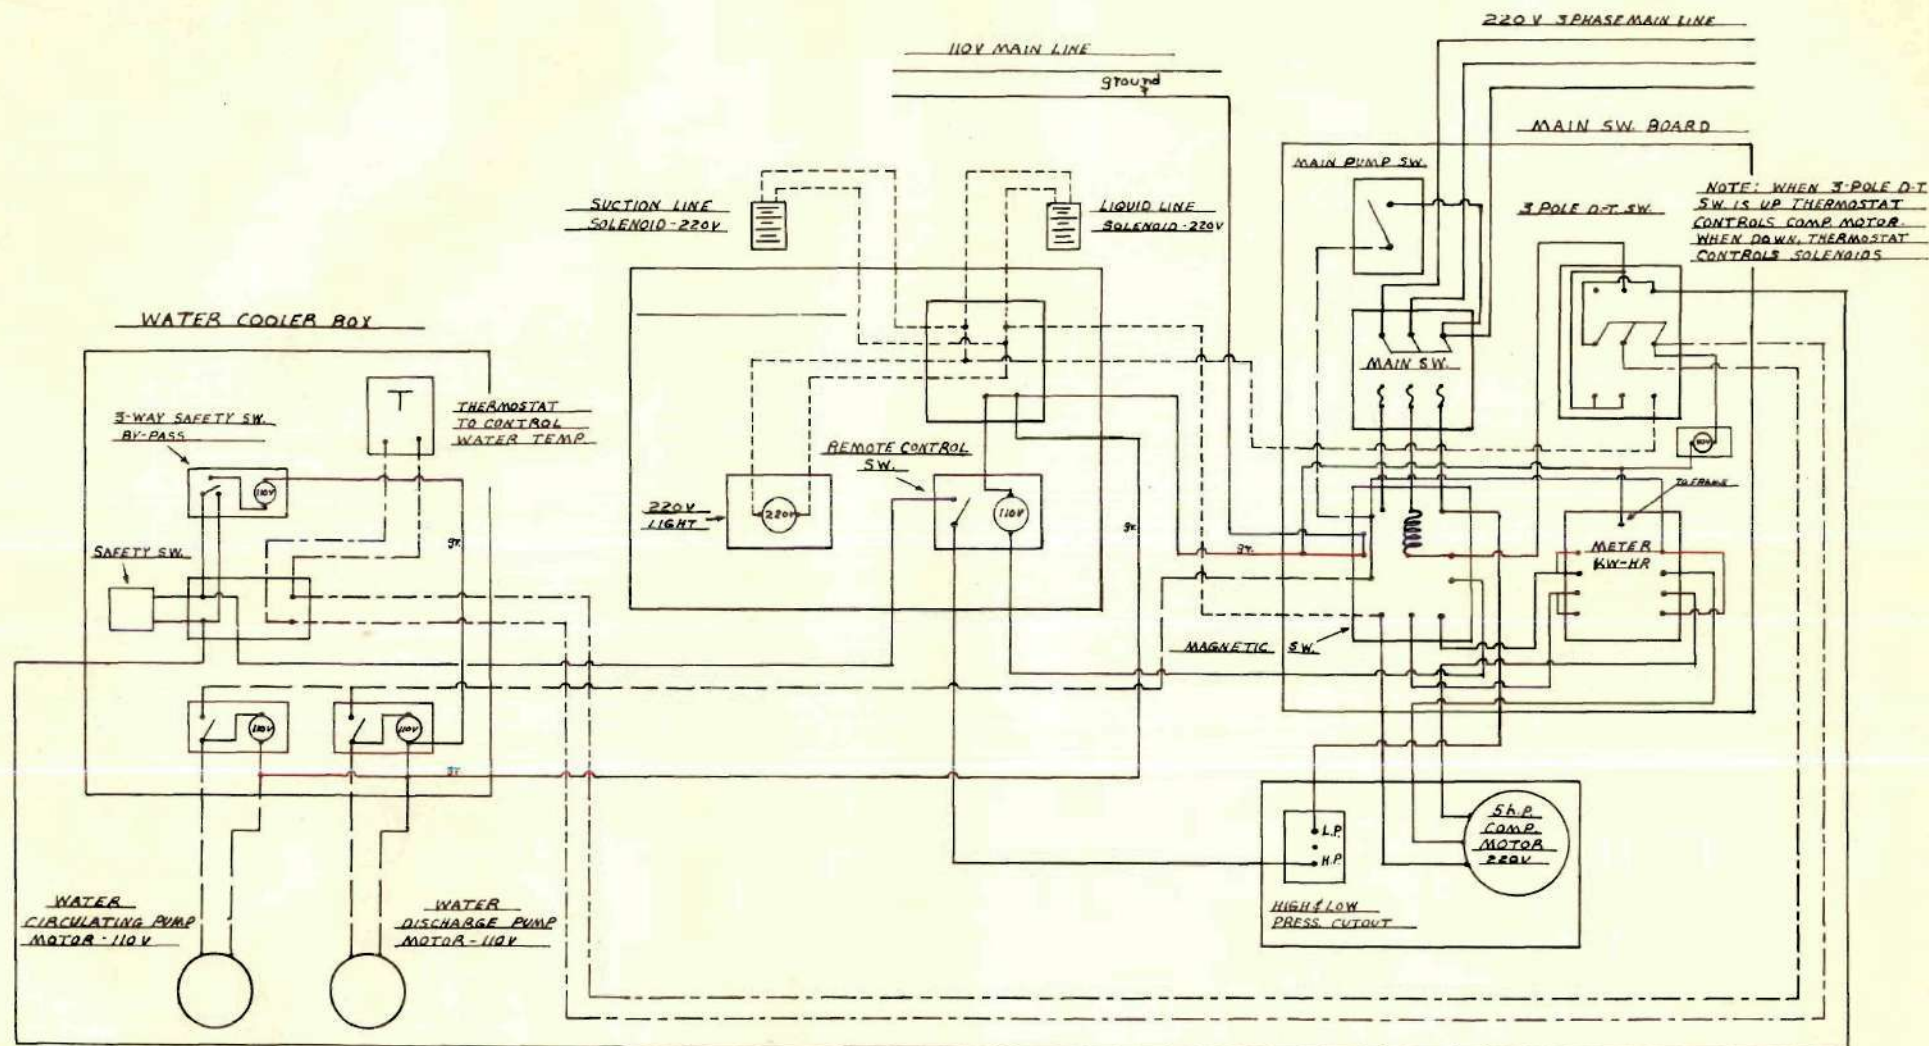 220 V 3 PHASE MAIN LINE
110V MAIN LINE
ground
MAIN SW. BOARD
MAIN PUMP SW.
NOTE: WHEN 3-POLE D-T
SW. IS UP THERMOSTAT
CONTROLS COMP. MOTOR.
WHEN DOWN, THERMOSTAT
CONTROLS SOLENOIDS
3 POLE D-T. SW.
SUCTION LINE
SOLENOID - 220V
LIQUID LINE
SOLENOID - 220V
WATER COOLER BOX
MAIN SW.
T
THERMOSTAT
TO CONTROL
WATER TEMP.
3-WAY SAFETY SW.
BY-PASS
110V
REMOTE CONTROL
SW.
220V
LIGHT
220V
110V
TO FRAME
METER
KW-HR
gr.
gr.
gr.
SAFETY SW.
MAGNETIC SW.
110V
110V
gr
L.P.
H.P.
5 h.P.
COMP.
MOTOR
220V
HIGH & LOW
PRESS. CUTOUT
WATER
CIRCULATING PUMP
MOTOR - 110 V
WATER
DISCHARGE PUMP
MOTOR - 110V